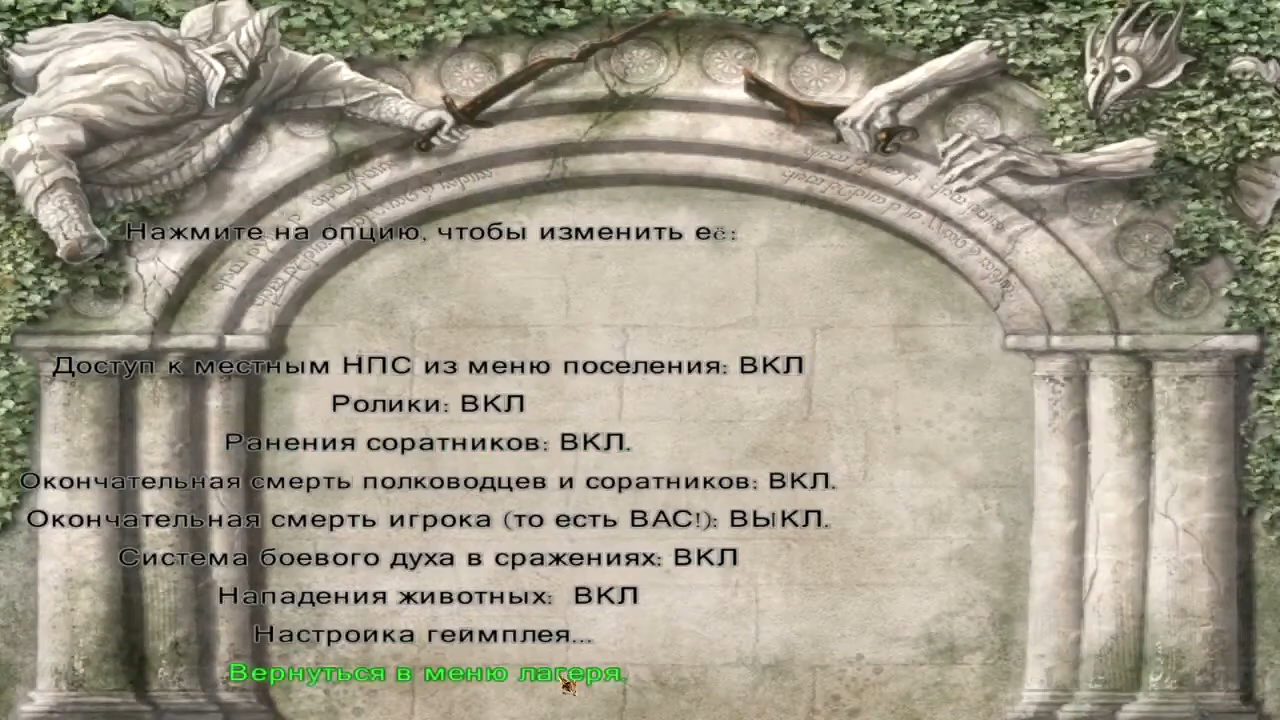 Нажмите на опцию, чтобы изменить её:
Доступ к местным НПС из меню поселения: ВКЛ
Ролики: ВКЛ
Ранения соратников: ВКЛ.
Окончательная смерть полководцев и соратников: ВКЛ.
Окончательная смерть игрока (то есть ВАС!): ВЫКЛ.
Система боевого духа в сражениях: ВКЛ
Нападения животных: ВКЛ
Настройка геймплея...
Вернуться в меню лагеря.